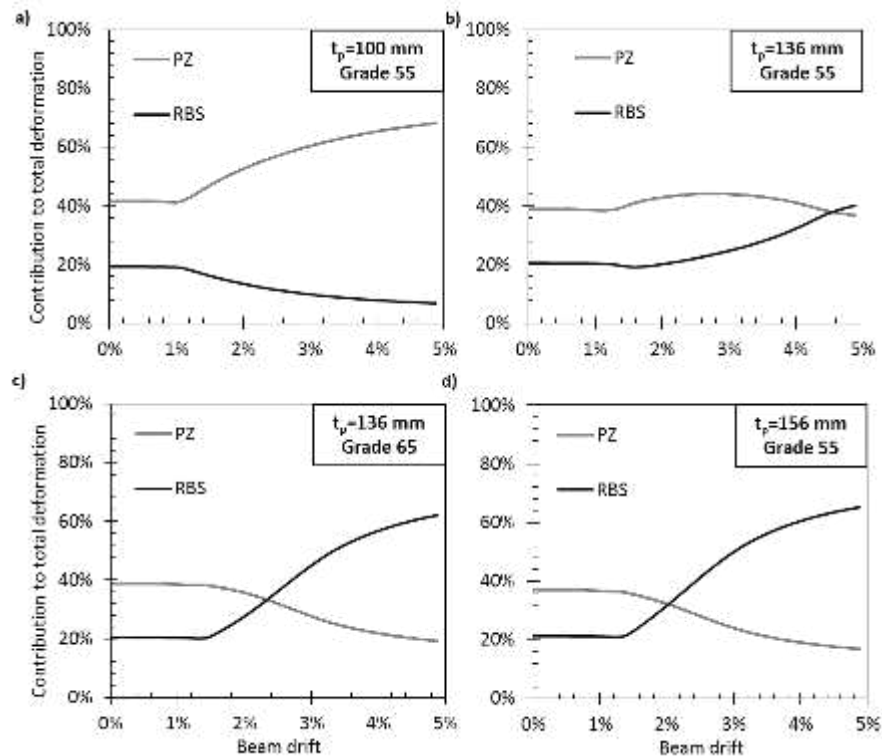 a)
t_p=100 mm
Grade 55
PZ
RBS
Contribution to total deformation
100%
80%
60%
40%
20%
0%
0%
1%
2%
3%
4%
5%
b)
t_p=136 mm
Grade 55
PZ
RBS
100%
80%
60%
40%
20%
0%
0%
1%
2%
3%
4%
5%
c)
t_p=136 mm
Grade 65
PZ
RBS
Contribution to total deformation
100%
80%
60%
40%
20%
0%
0%
1%
2%
3%
4%
5%
Beam drift
d)
t_p=156 mm
Grade 55
PZ
RBS
100%
80%
60%
40%
20%
0%
0%
1%
2%
3%
4%
5%
Beam drift